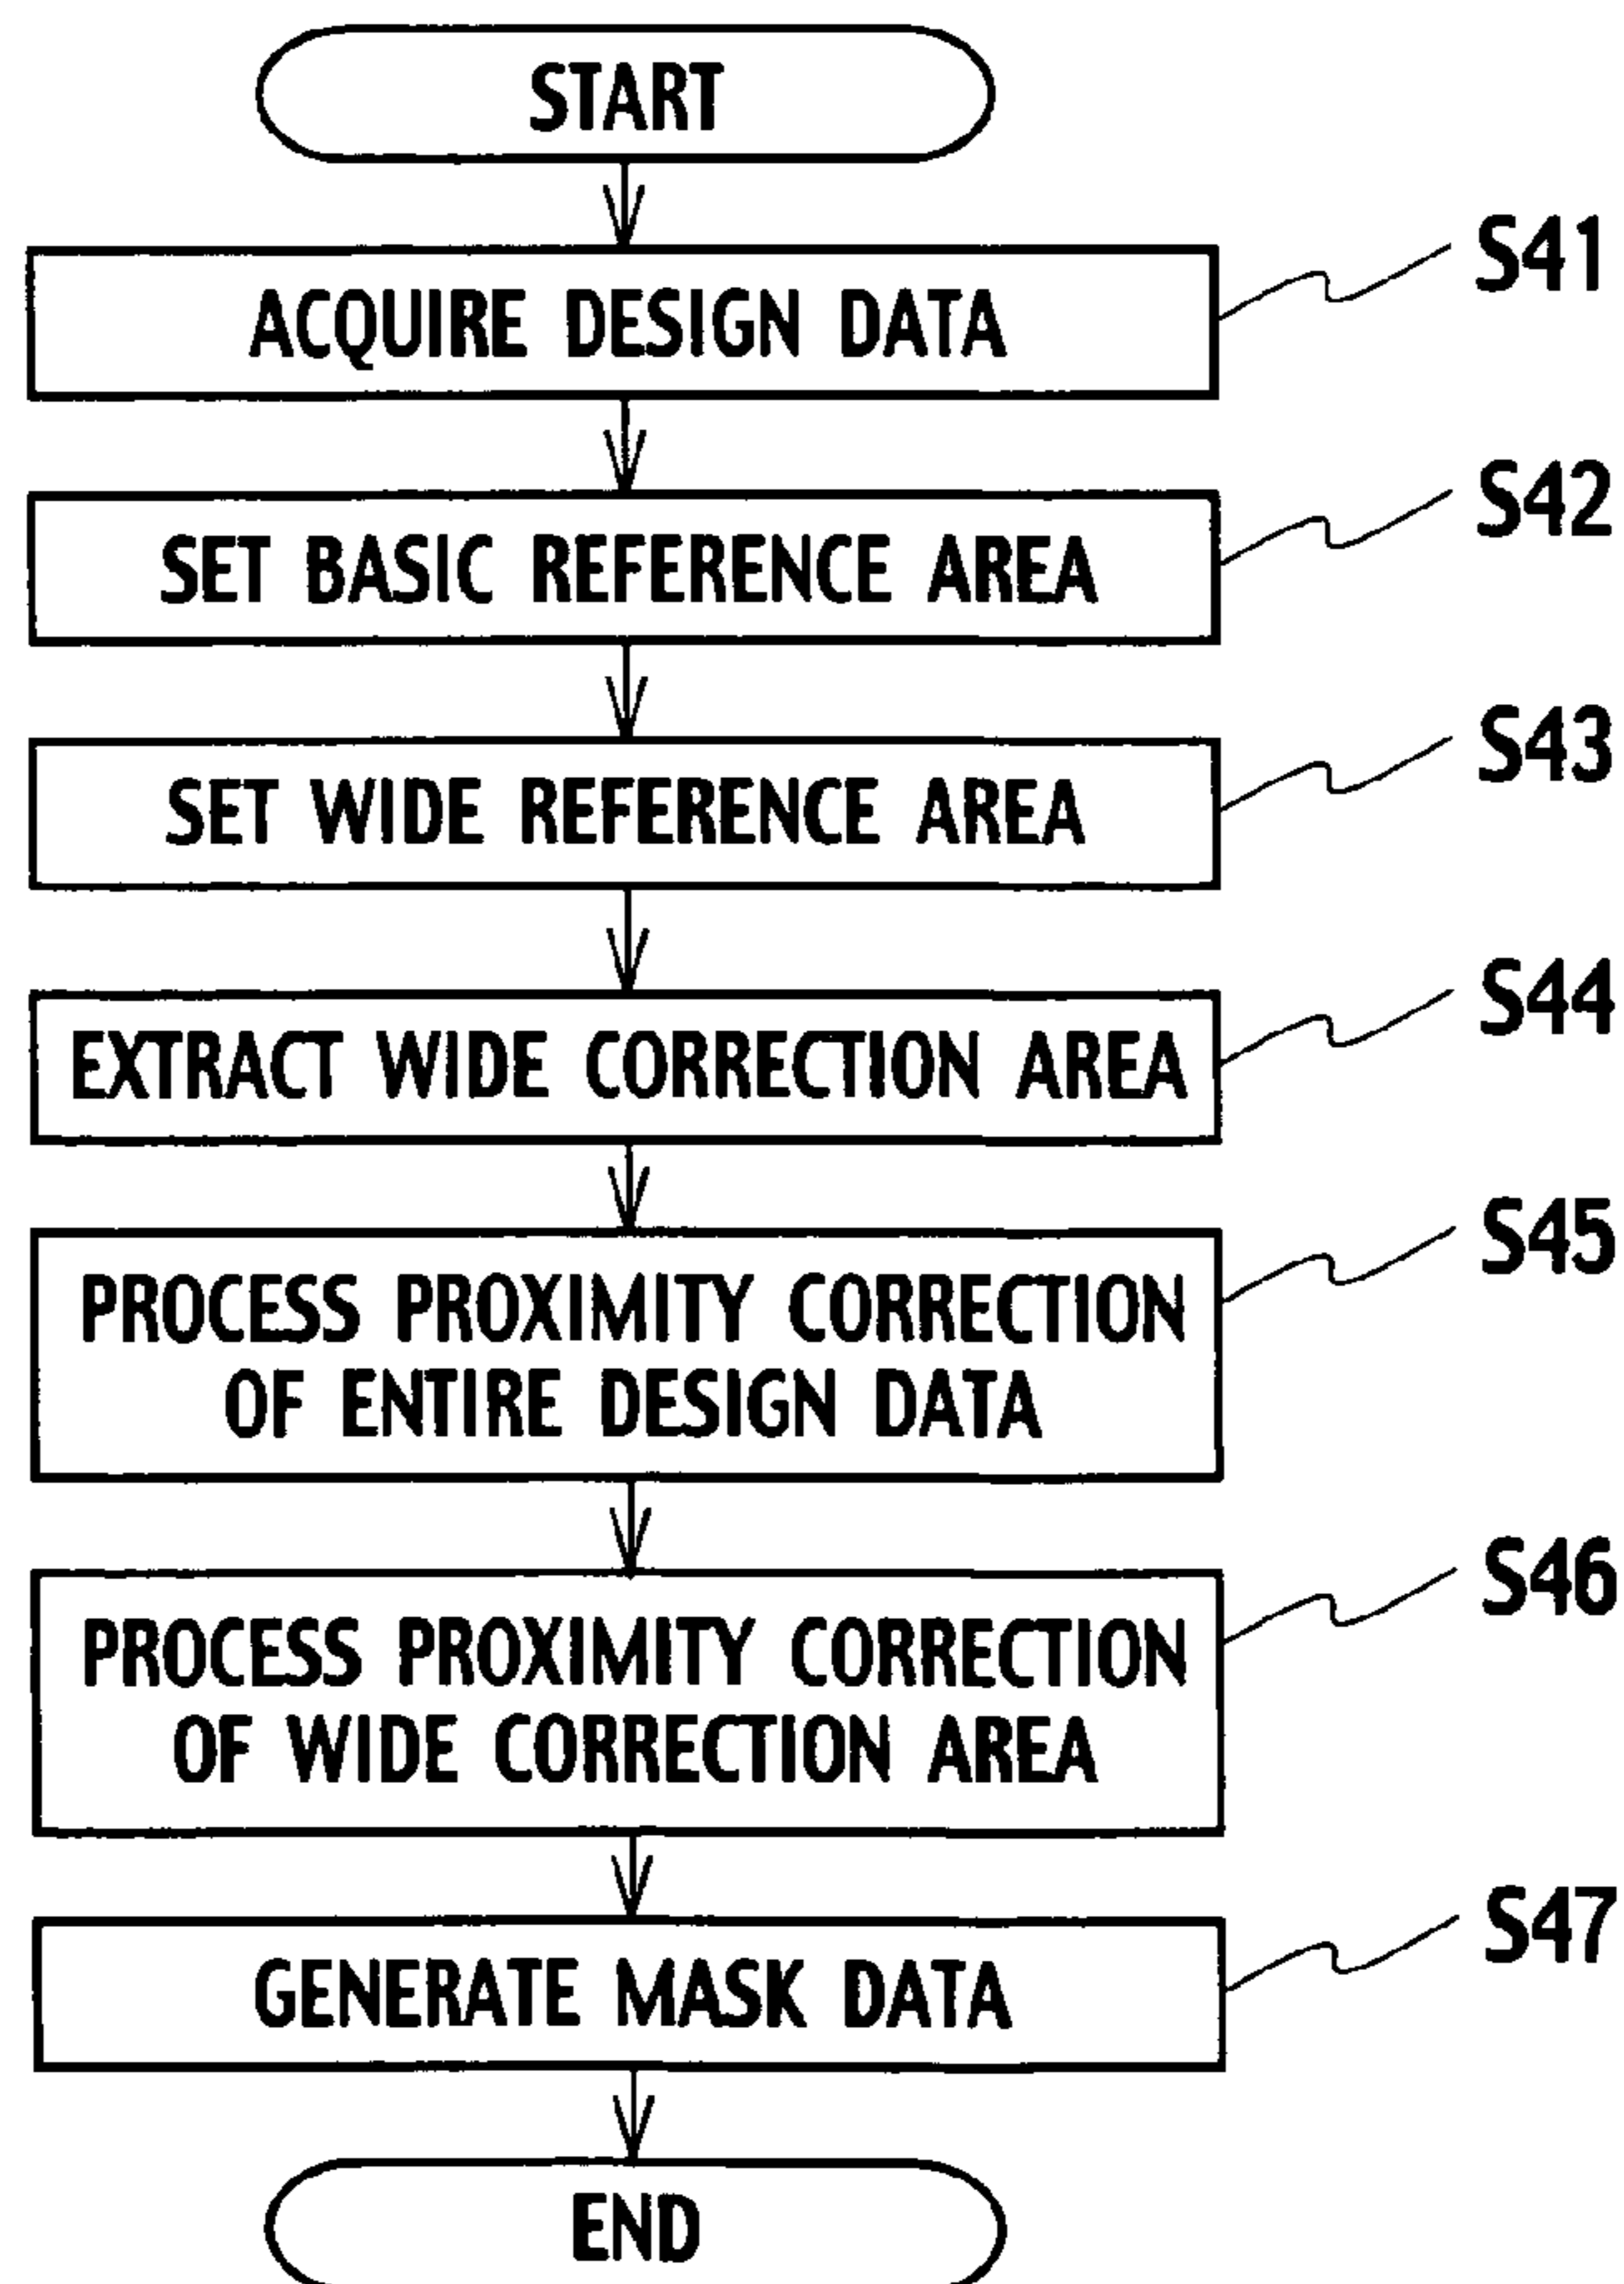 START
S41
ACQUIRE DESIGN DATA
S42
SET BASIC REFERENCE AREA
S43
SET WIDE REFERENCE AREA
S44
EXTRACT WIDE CORRECTION AREA
S45
PROCESS PROXIMITY CORRECTION
OF ENTIRE DESIGN DATA
S46
PROCESS PROXIMITY CORRECTION
OF WIDE CORRECTION AREA
S47
GENERATE MASK DATA
END